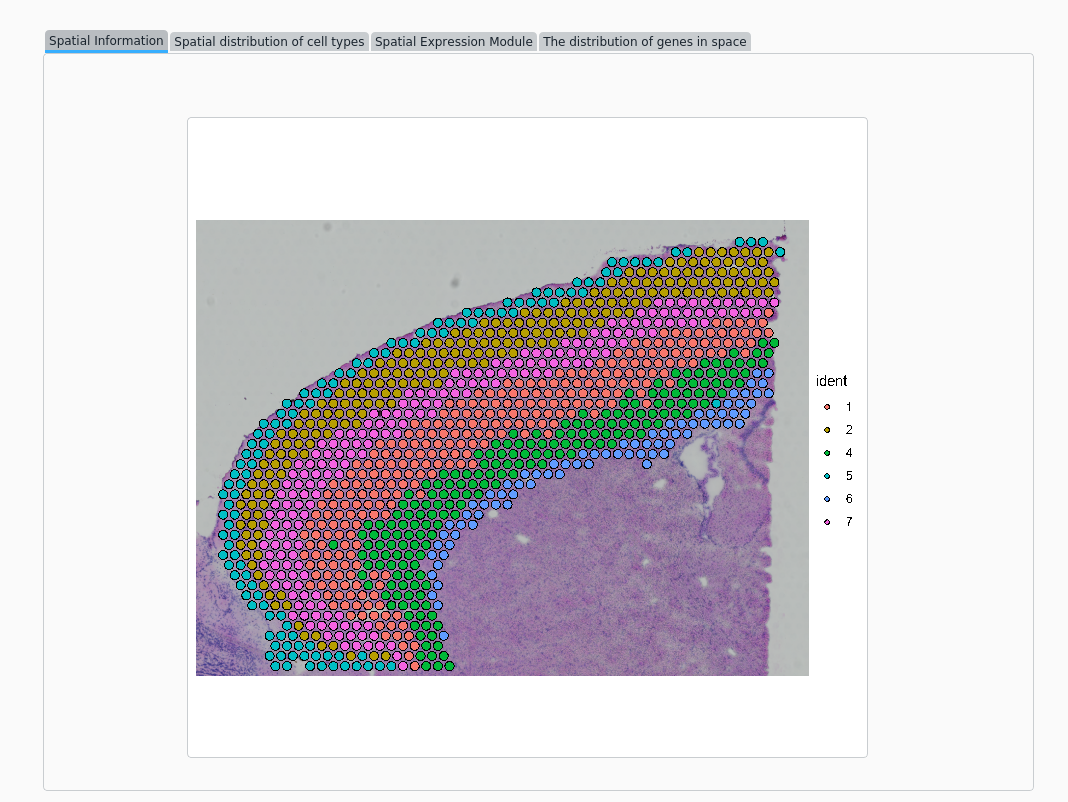 Spatial Information
Spatial distribution of cell types
Spatial Expression Module
The distribution of genes in space
ident
1
2
4
5
6
7